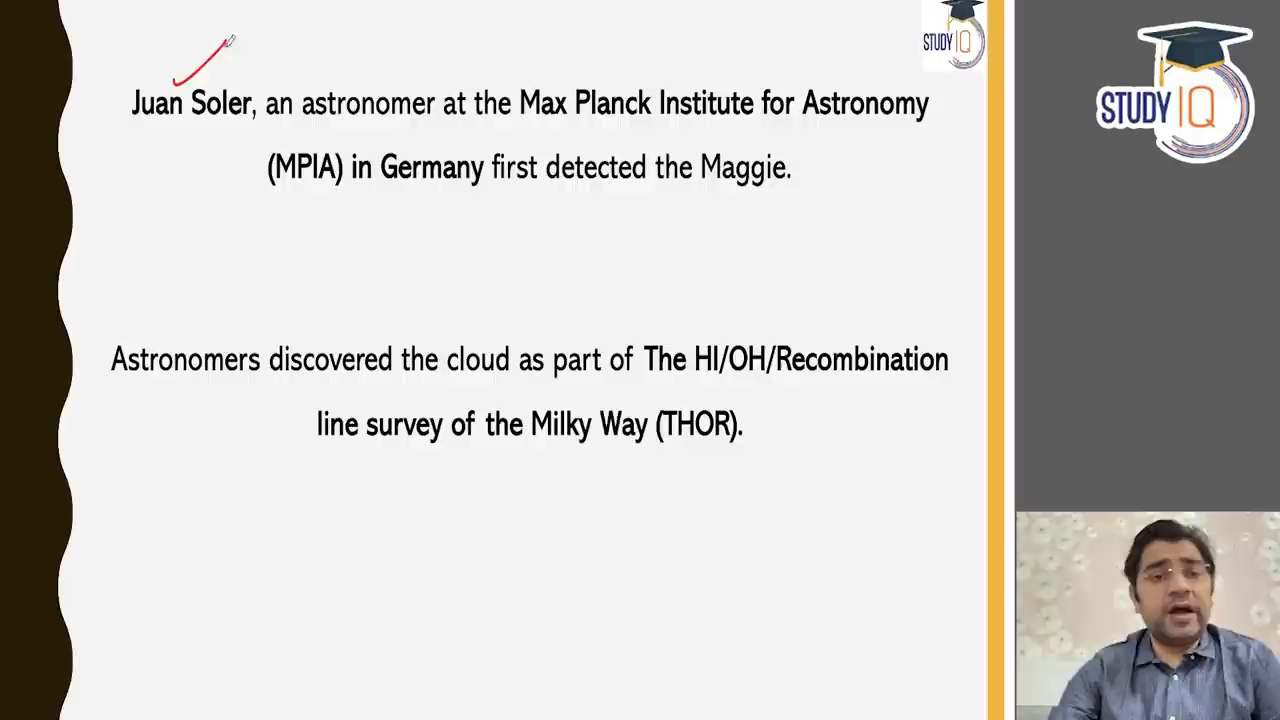 STUDY IQ
Juan Soler, an astronomer at the Max Planck Institute for Astronomy
(MPIA) in Germany first detected the Maggie.
Astronomers discovered the cloud as part of The HI/OH/Recombination
line survey of the Milky Way (THOR).
STUDY IQ